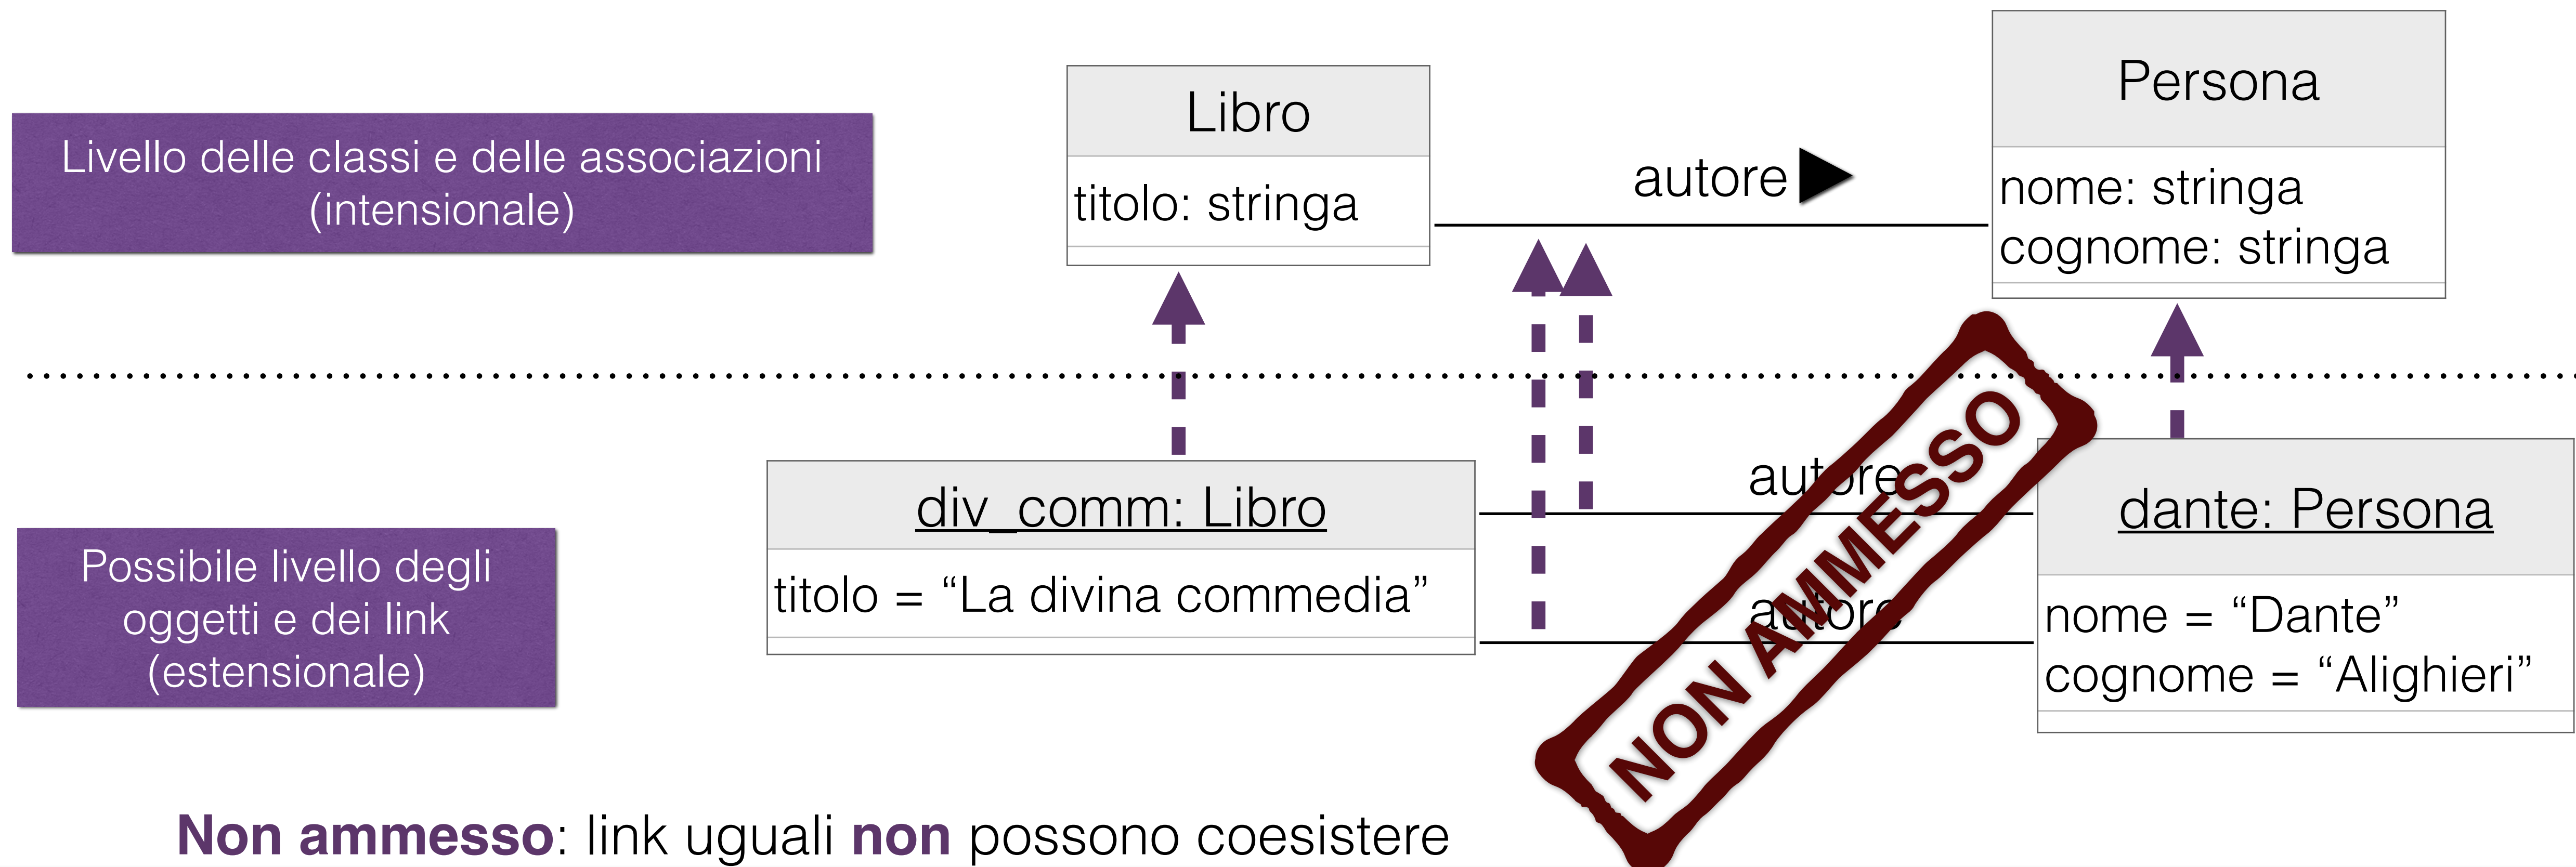 Persona
Libro
Livello delle classi e delle associazioni
(intensionale)
autore
titolo: stringa
nome: stringa
cognome: stringa
autore
div_comm: Libro
dante: Persona
Possibile livello degli
oggetti e dei link
(estensionale)
titolo = “La divina commedia”
autore
nome = “Dante”
cognome = “Alighieri”
NON AMMESSO
Non ammesso: link uguali non possono coesistere